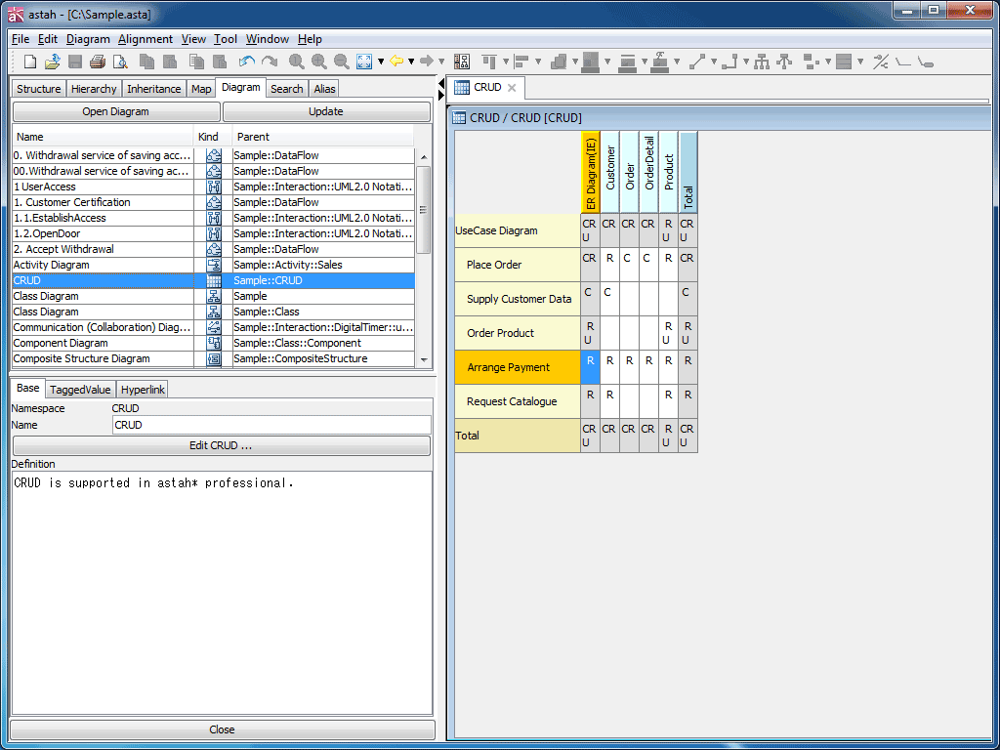 astah - [C:\Sample.asta]
File Edit Diagram Alignment View Tool Window Help
Structure Hierarchy Inheritance Map Diagram Search Alias
Open Diagram Update
Name Kind Parent
0. Withdrawal service of saving acc... Sample::DataFlow
00.Withdrawal service of saving ac... Sample::DataFlow
1 UserAccess Sample::Interaction::UML2.0 Notati...
1. Customer Certification Sample::DataFlow
1.1.EstablishAccess Sample::Interaction::UML2.0 Notati...
1.2.OpenDoor Sample::Interaction::UML2.0 Notati...
2. Accept Withdrawal Sample::DataFlow
Activity Diagram Sample::Activity::Sales
CRUD Sample::CRUD
Class Diagram Sample
Class Diagram Sample::Class
Communication (Collaboration) Diag... Sample::Interaction::DigitalTimer::u...
Component Diagram Sample::Class::Component
Composite Structure Diagram Sample::CompositeStructure
Base TaggedValue Hyperlink
Namespace CRUD
Name CRUD
Edit CRUD ...
Definition
CRUD is supported in astah* professional.
Close
CRUD
CRUD / CRUD [CRUD]
ER Diagram(IE) Customer Order OrderDetail Product Total
UseCase Diagram CRU CR CR CR RU CRU
Place Order CR R C C R CR
Supply Customer Data C C C
Order Product RU RU RU
Arrange Payment R R R R R R
Request Catalogue R R R R
Total CRU CR CR CR RU CRU